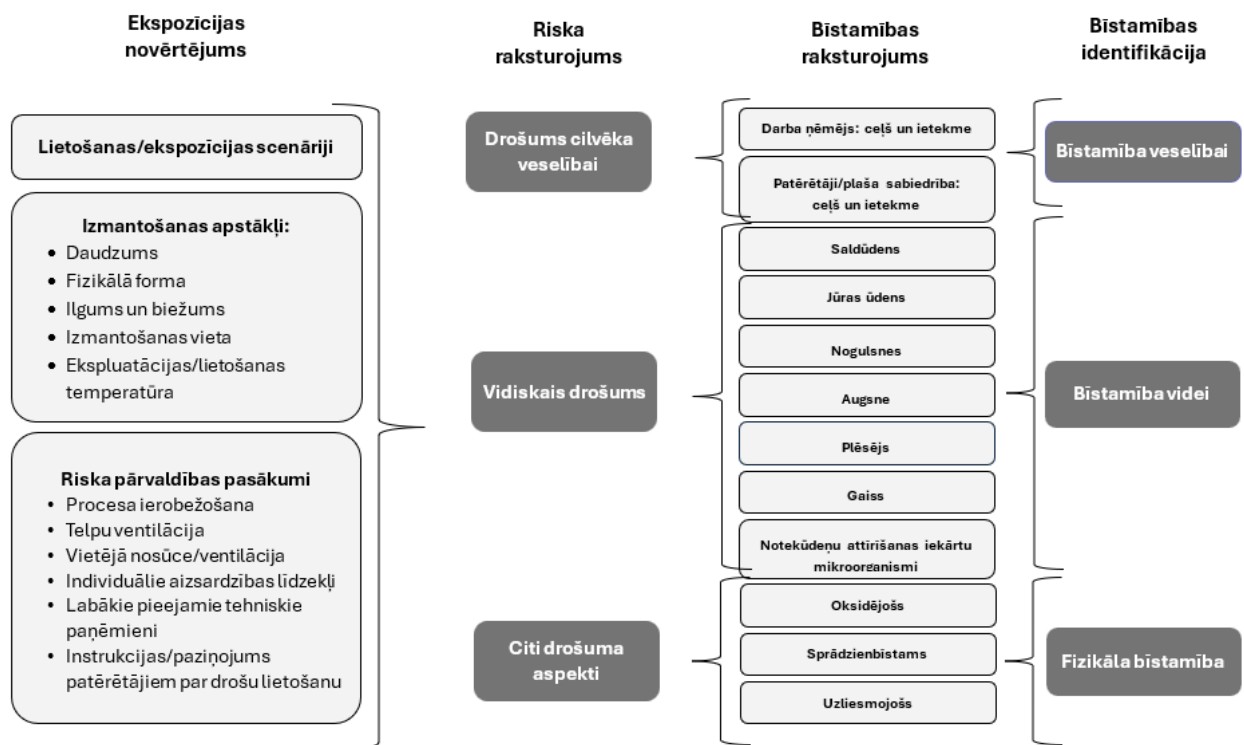 Ekspozīcijas
novērtējums
Lietošanas/ekspozīcijas scenāriji
Izmantošanas apstākļi:
• Daudzums
• Fizikālā forma
• Ilgums un biežums
• Izmantošanas vieta
• Ekspluatācijas/lietošanas
temperatūra
Riska pārvaldības pasākumi
• Procesa ierobežošana
• Telpu ventilācija
• Vietējā nosūce/ventilācija
• Individuālie aizsardzības līdzekļi
• Labākie pieejamie tehniskie
paņēmieni
• Instrukcijas/paziņojums
patērētājiem par drošu lietošanu
Riska
raksturojums
Drošums cilvēka
veselībai
Vidiskais drošums
Citi drošuma
aspekti
Bīstamības
raksturojums
Darba ņēmējs: ceļš un ietekme
Patērētāji/plaša sabiedrība:
ceļš un ietekme
Saldūdens
Jūras ūdens
Nogulsnes
Augsne
Plēsējs
Gaiss
Notekūdeņu attīrīšanas iekārtu
mikroorganismi
Oksidējošs
Sprādzienbīstams
Uzliesmojošs
Bīstamības
identifikācija
Bīstamība veselībai
Bīstamība videi
Fizikāla bīstamība